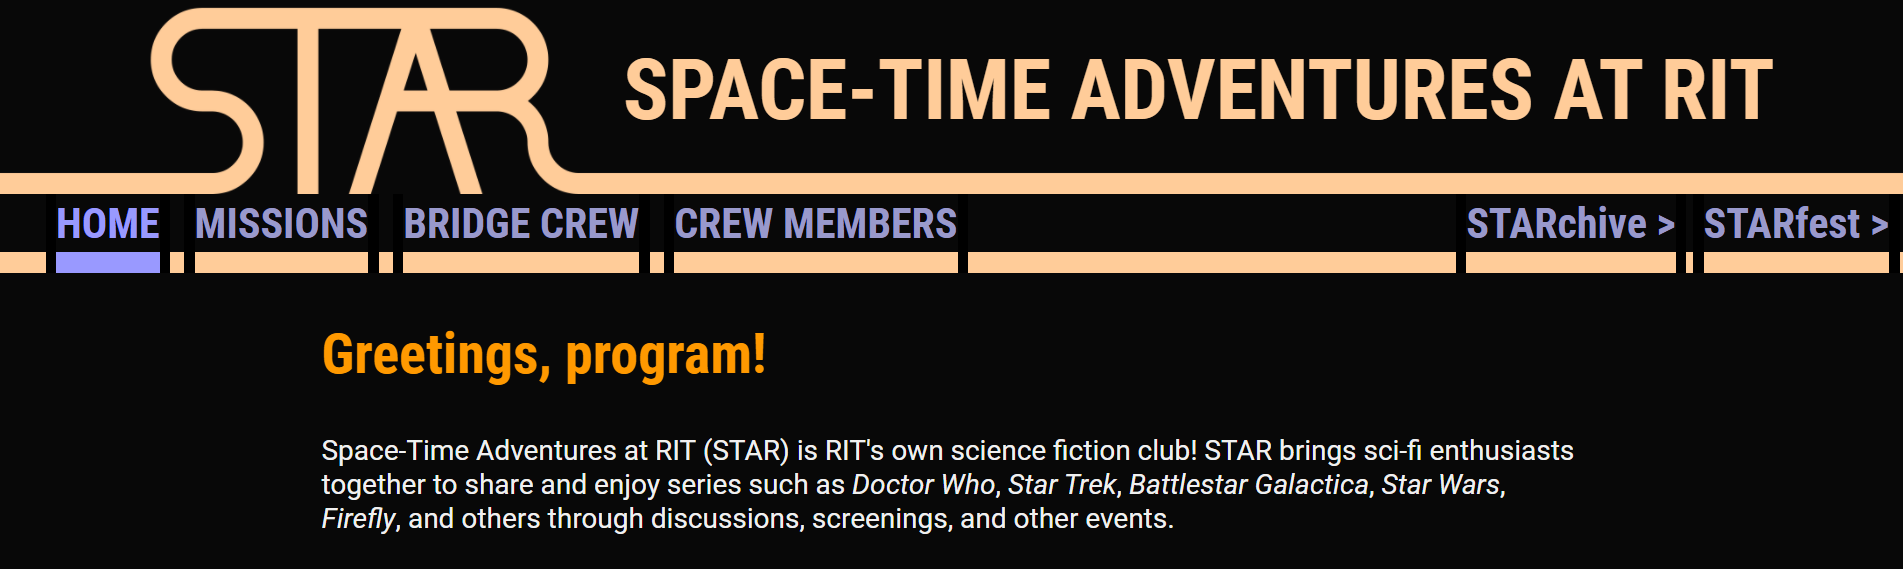 STAR
SPACE-TIME ADVENTURES AT RIT
HOME MISSIONS BRIDGE CREW CREW MEMBERS STARchive > STARfest >
Greetings, program!
Space-Time Adventures at RIT (STAR) is RIT's own science fiction club! STAR brings sci-fi enthusiasts
together to share and enjoy series such as Doctor Who, Star Trek, Battlestar Galactica, Star Wars,
Firefly, and others through discussions, screenings, and other events.